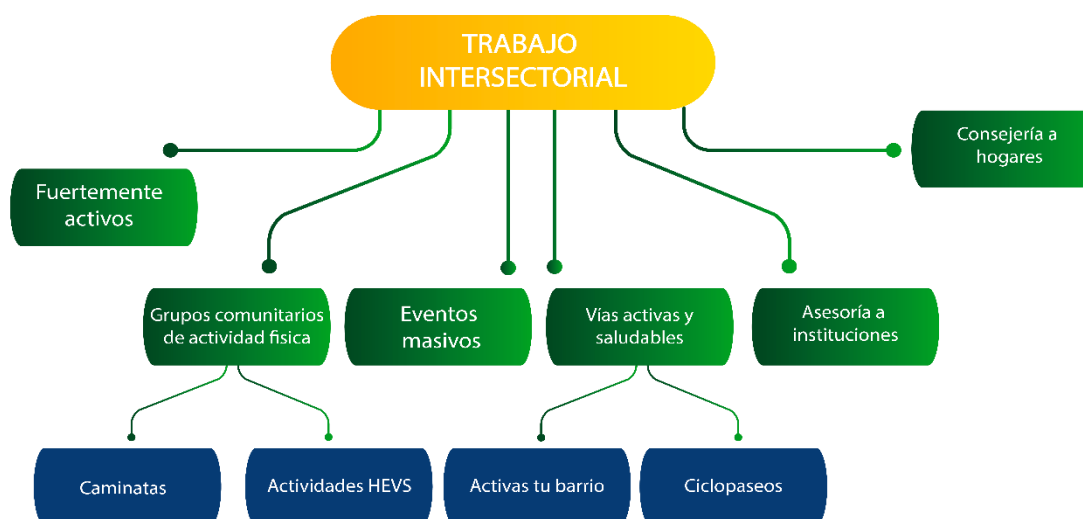 TRABAJO
INTERSECTORIAL
Consejería a
hogares
Fuertemente
activos
Grupos comunitarios
de actividad fisica
Eventos
masivos
Vías activas y
saludables
Asesoría a
instituciones
Caminatas
Actividades HEVS
Activas tu barrio
Ciclopaseos